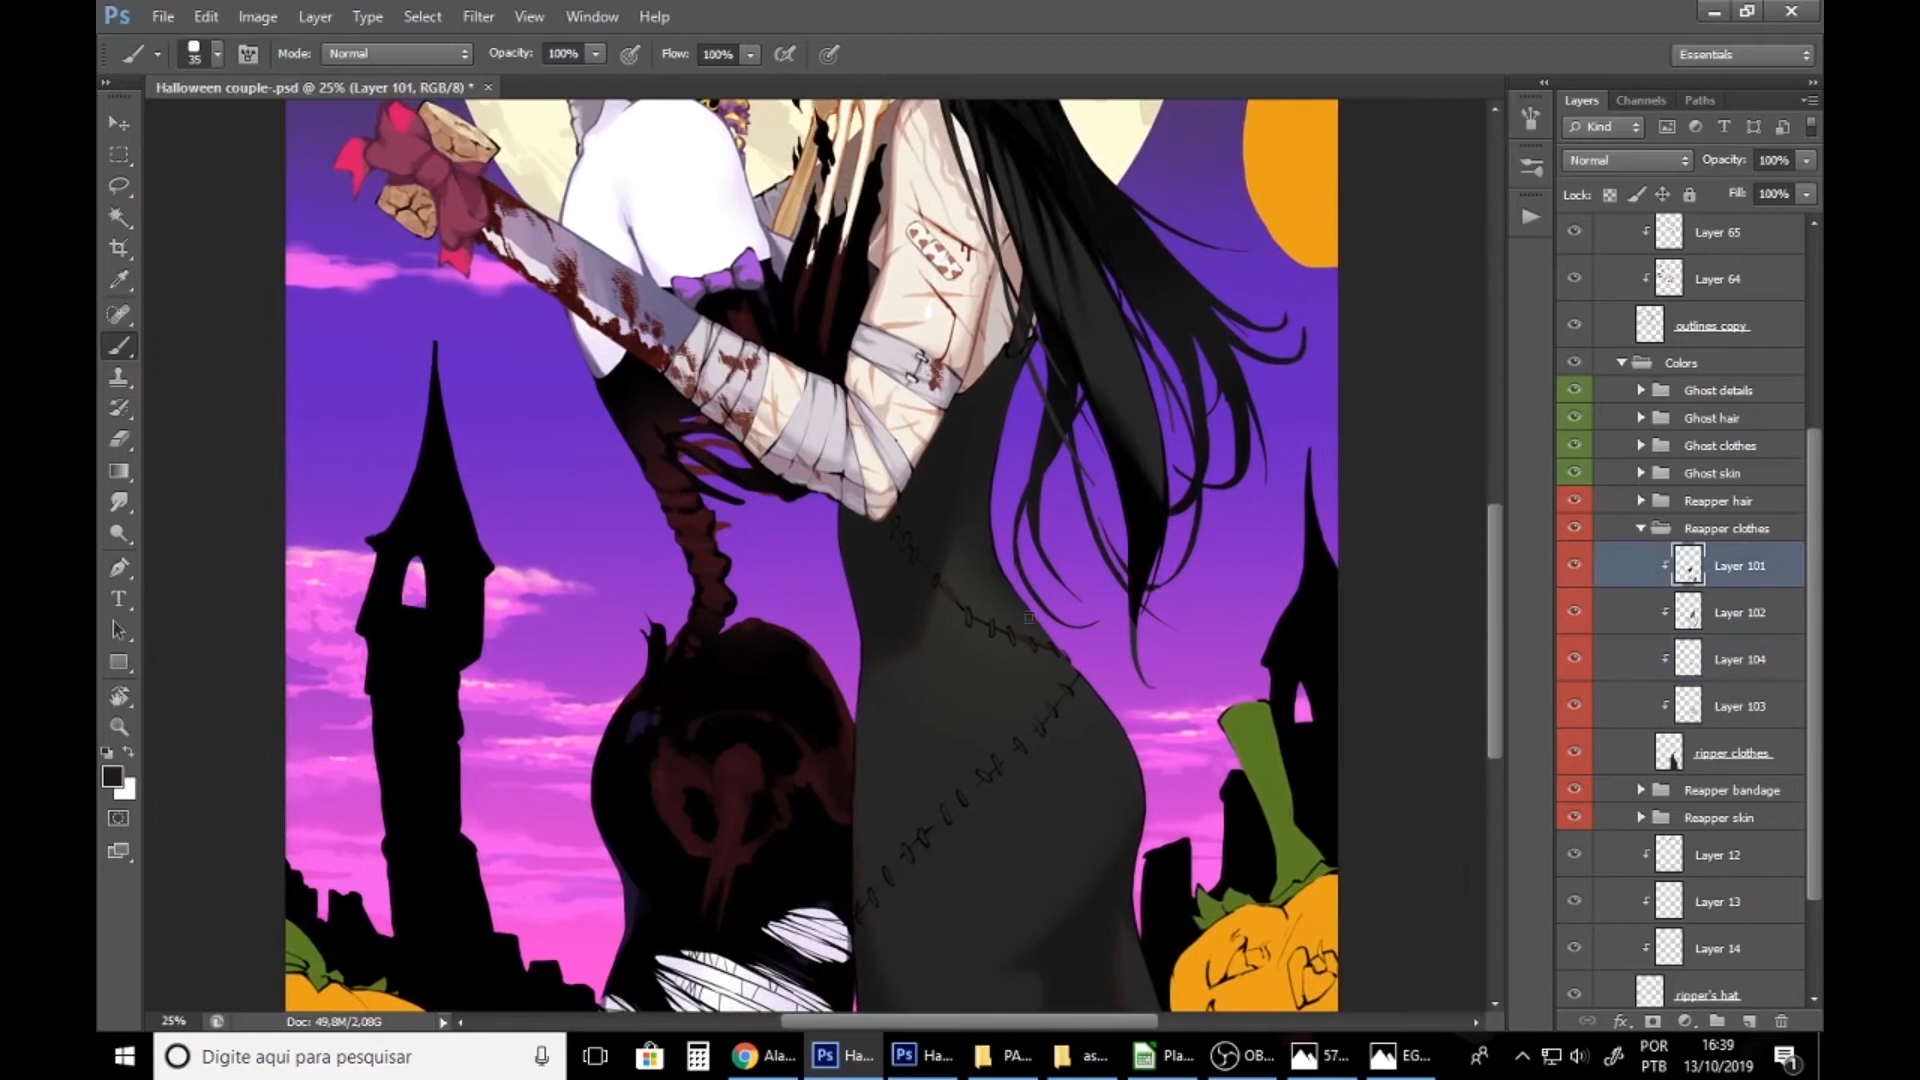 Ps File Edit Image Layer Type Select Filter View Window Help
35 Mode: Normal Opacity: 100% Flow: 100% Essentials
Halloween couple-.psd @ 25% (Layer 101, RGB/8) * ×
Layers Channels Paths
Kind
Normal Opacity: 100%
Lock: Fill: 100%
Layer 65
Layer 64
outlines copy
Colors
Ghost details
Ghost hair
Ghost clothes
Ghost skin
Reapper hair
Reapper clothes
Layer 101
Layer 102
Layer 104
Layer 103
ripper clothes
Reapper bandage
Reapper skin
Layer 12
Layer 13
Layer 14
ripper's hat
25% Doc: 49,8M/2,08G
Digite aqui para pesquisar Ala... Ha... Ha... PA... as... Pla... OB... 57... EG... POR PTB 16:39 13/10/2019 1